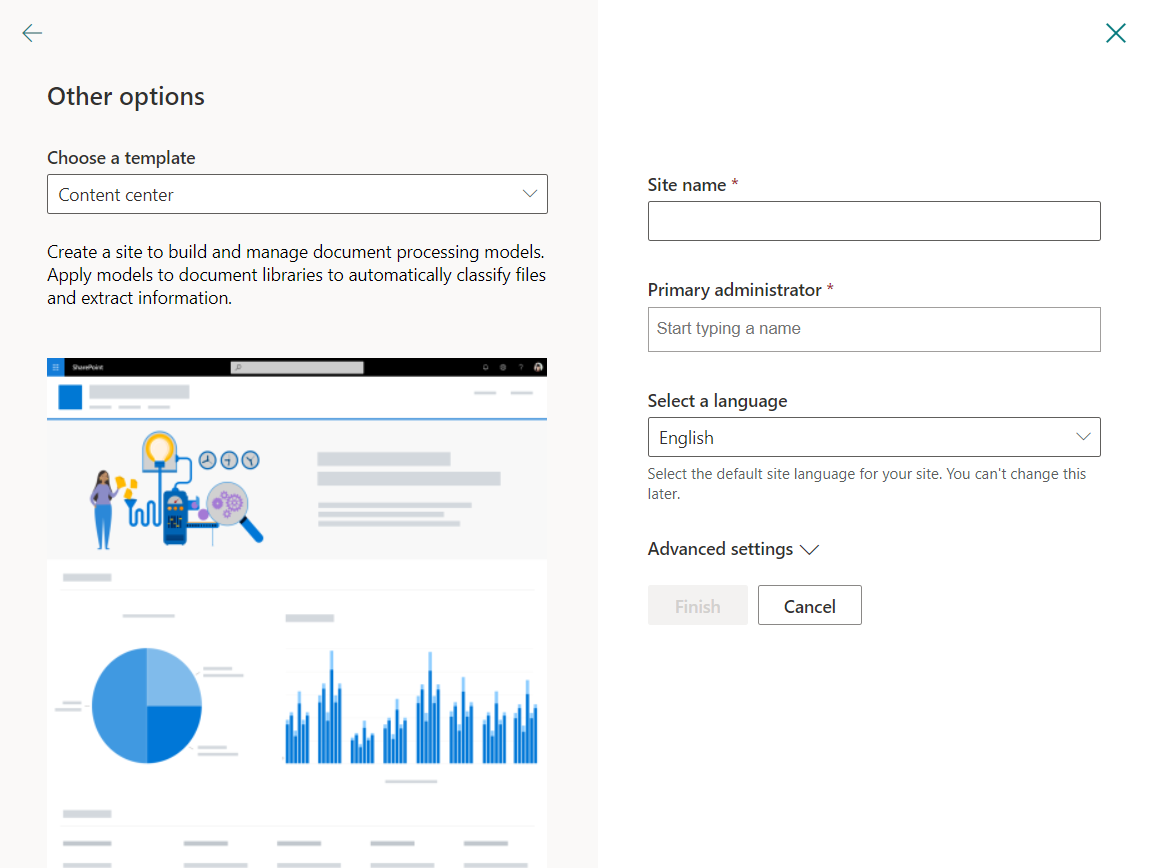 Other options
Choose a template
Content center
Create a site to build and manage document processing models.
Apply models to document libraries to automatically classify files
and extract information.
SharePoint
Site name *
Primary administrator *
Start typing a name
Select a language
English
Select the default site language for your site. You can't change this
later.
Advanced settings
Finish
Cancel